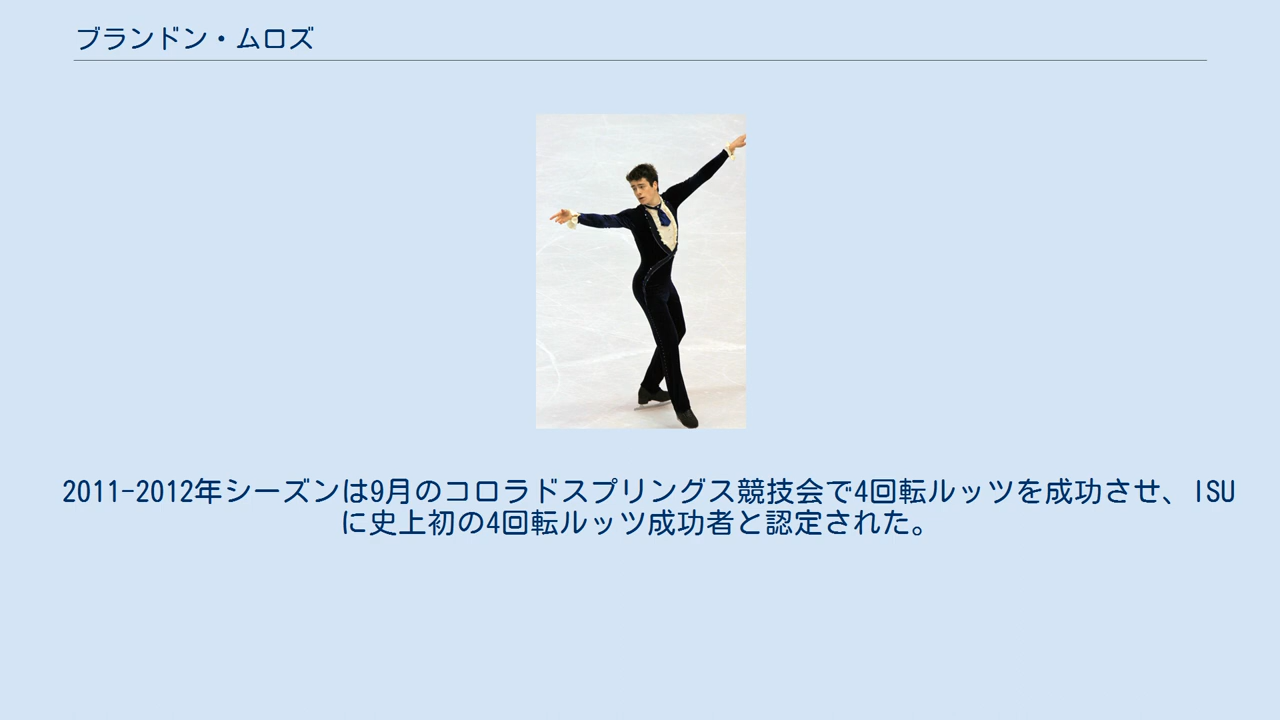 ブランドン・ムロズ
2011-2012年シーズンは9月のコロラドスプリングス競技会で4回転ルッツを成功させ、ISU
に史上初の4回転ルッツ成功者と認定された。